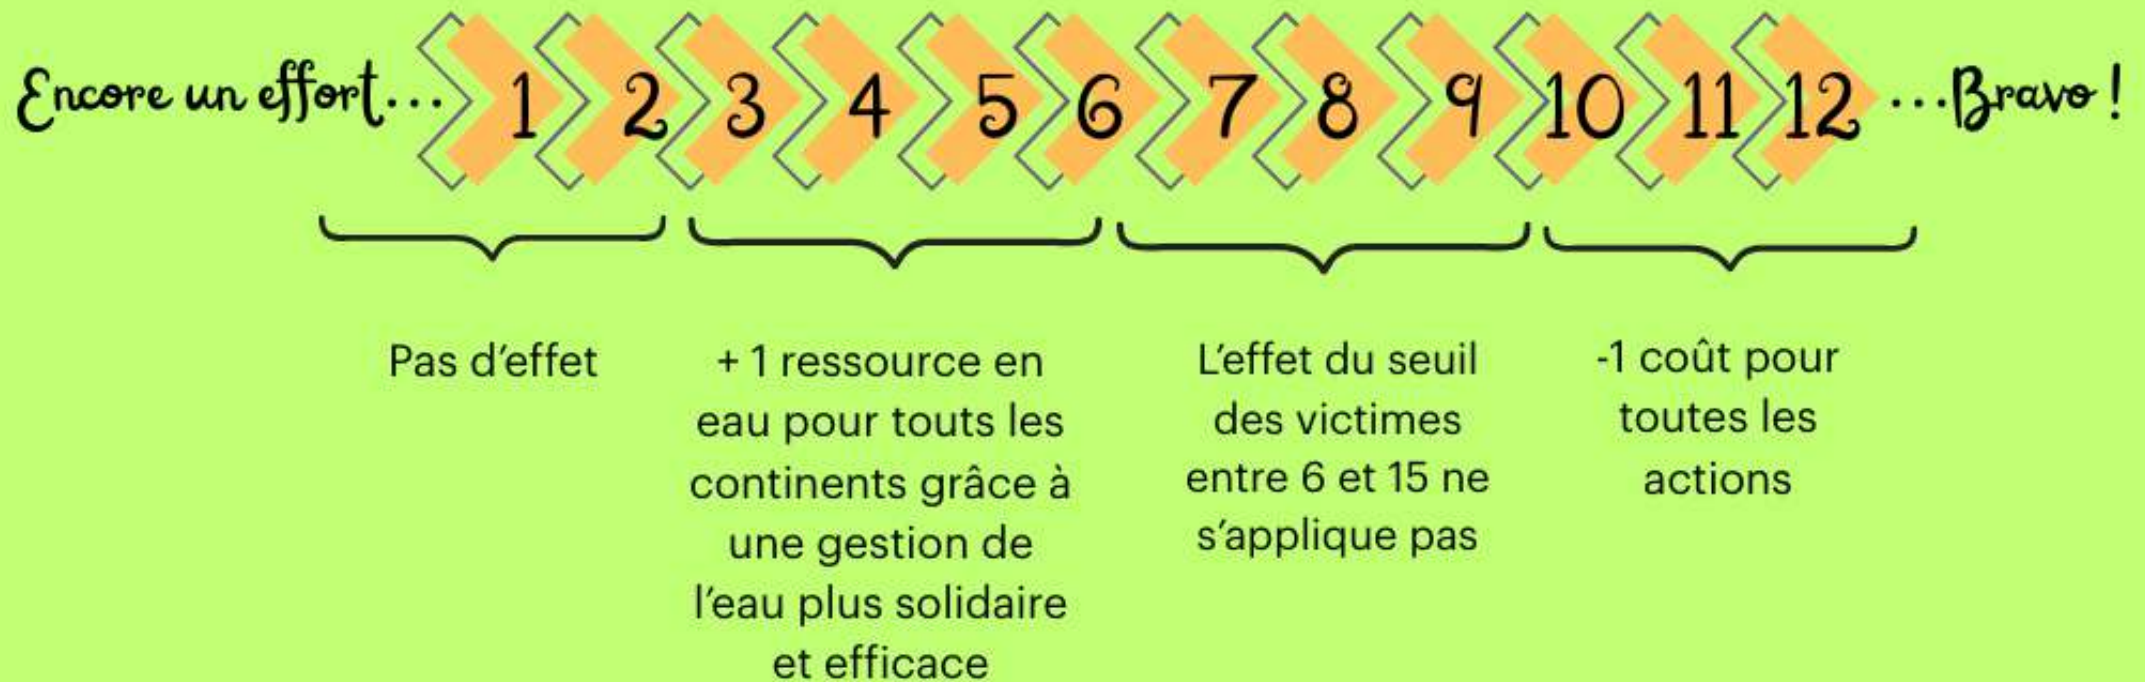 Encore un effort... 1 2 3 4 5 6 7 8 9 10 11 12 ...Bravo !
Pas d'effet
+ 1 ressource en
eau pour touts les
continents grâce à
une gestion de
l'eau plus solidaire
et efficace
L'effet du seuil
des victimes
entre 6 et 15 ne
s'applique pas
-1 coût pour
toutes les
actions